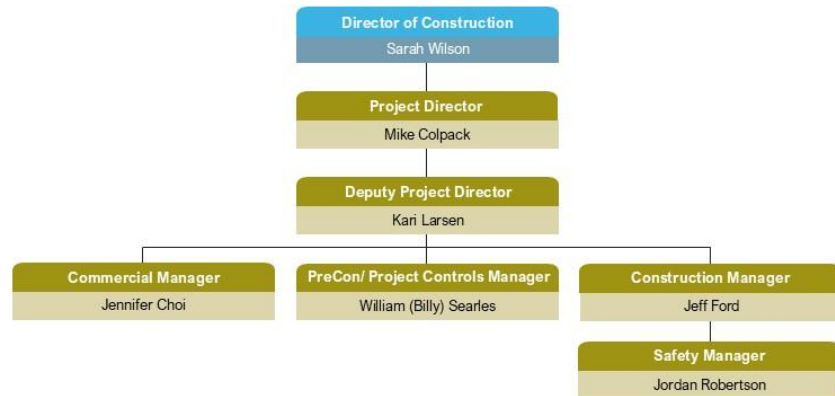 Director of Construction
Sarah Wilson
Project Director
Mike Colpack
Deputy Project Director
Kari Larsen
Commercial Manager
Jennifer Choi
PreCon/ Project Controls Manager
William (Billy) Searles
Construction Manager
Jeff Ford
Safety Manager
Jordan Robertson